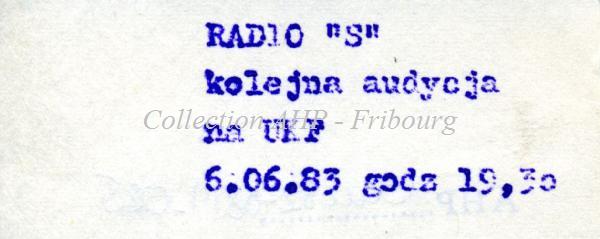 RADIO "S"
kolejna audycja
Collection AHP - Fribourg
na UKF
6.06.83 godz 19,30